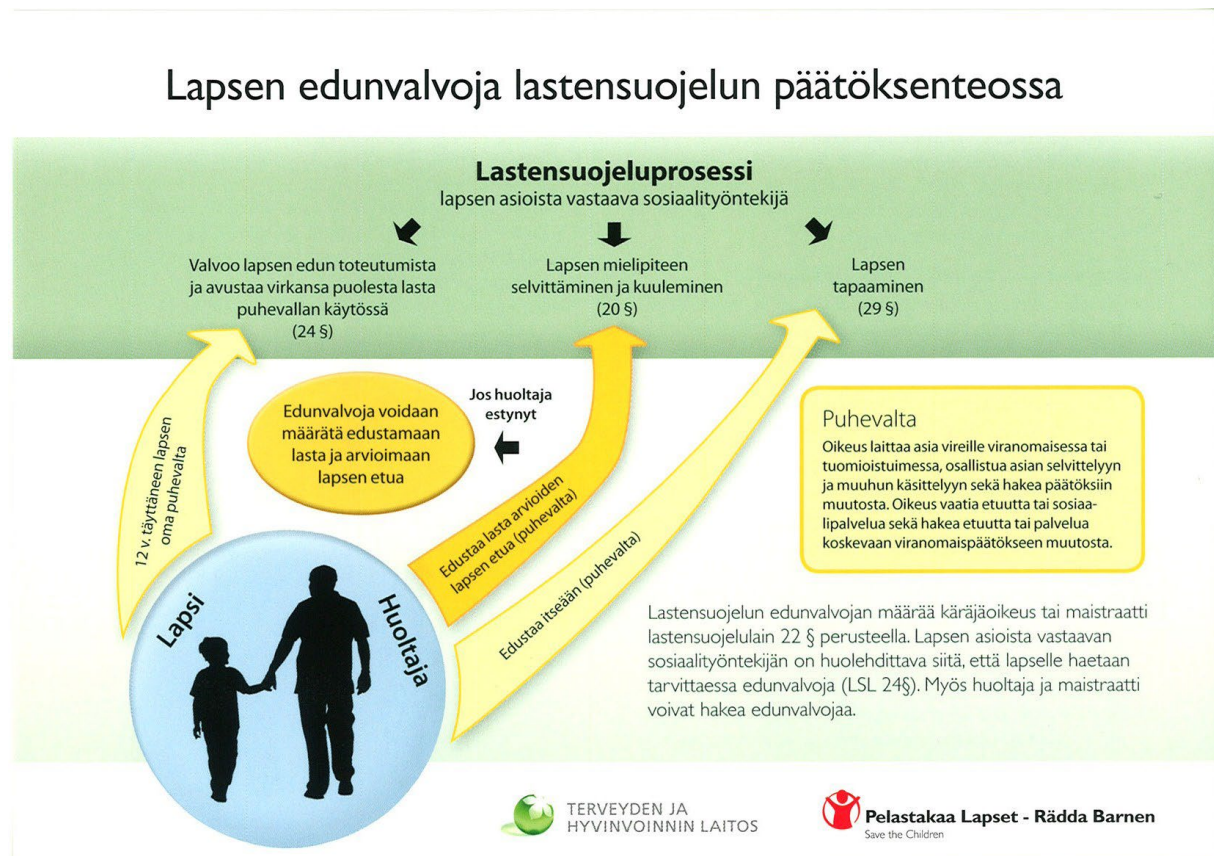 Lapsen edunvalvoja lastensuojelun päätöksenteossa
Lastensuojeluprosessi
lapsen asioista vastaava sosiaalityöntekijä
Valvoo lapsen edun toteutumista
ja avustaa virkansa puolesta lasta
puhevallan käytössä
(24 §)
Lapsen mielipiteen
selvittäminen ja kuuleminen
(20 §)
Lapsen
tapaaminen
(29 §)
12 v. täyttäneen lapsen
oma puhevalta
Edunvalvoja voidaan
määrätä edustamaan
lasta ja arvioimaan
lapsen etua
Jos huoltaja
estynyt
Edustaa lasta arvioiden
lapsen etua (puhevalta)
Edustaa itseään (puhevalta)
Puhevalta
Oikeus laittaa asia vireille viranomaisessa tai
tuomioistuimessa, osallistua asian selvittelyyn
ja muuhun käsittelyyn sekä hakea päätöksiin
muutosta. Oikeus vaatia etuutta tai sosiaa-
lipalvelua sekä hakea etuutta tai palvelua
koskevaan viranomaispäätökseen muutosta.
Lapsi
Huoltaja
Lastensuojelun edunvalvojan määrää käräjäoikeus tai maistraatti
lastensuojelulain 22 § perusteella. Lapsen asioista vastaavan
sosiaalityöntekijän on huolehdittava siitä, että lapselle haetaan
tarvittaessa edunvalvoja (LSL 24§). Myös huoltaja ja maistraatti
voivat hakea edunvalvojaa.
TERVEYDEN JA
HYVINVOINNIN LAITOS
Pelastakaa Lapset - Rädda Barnen
Save the Children